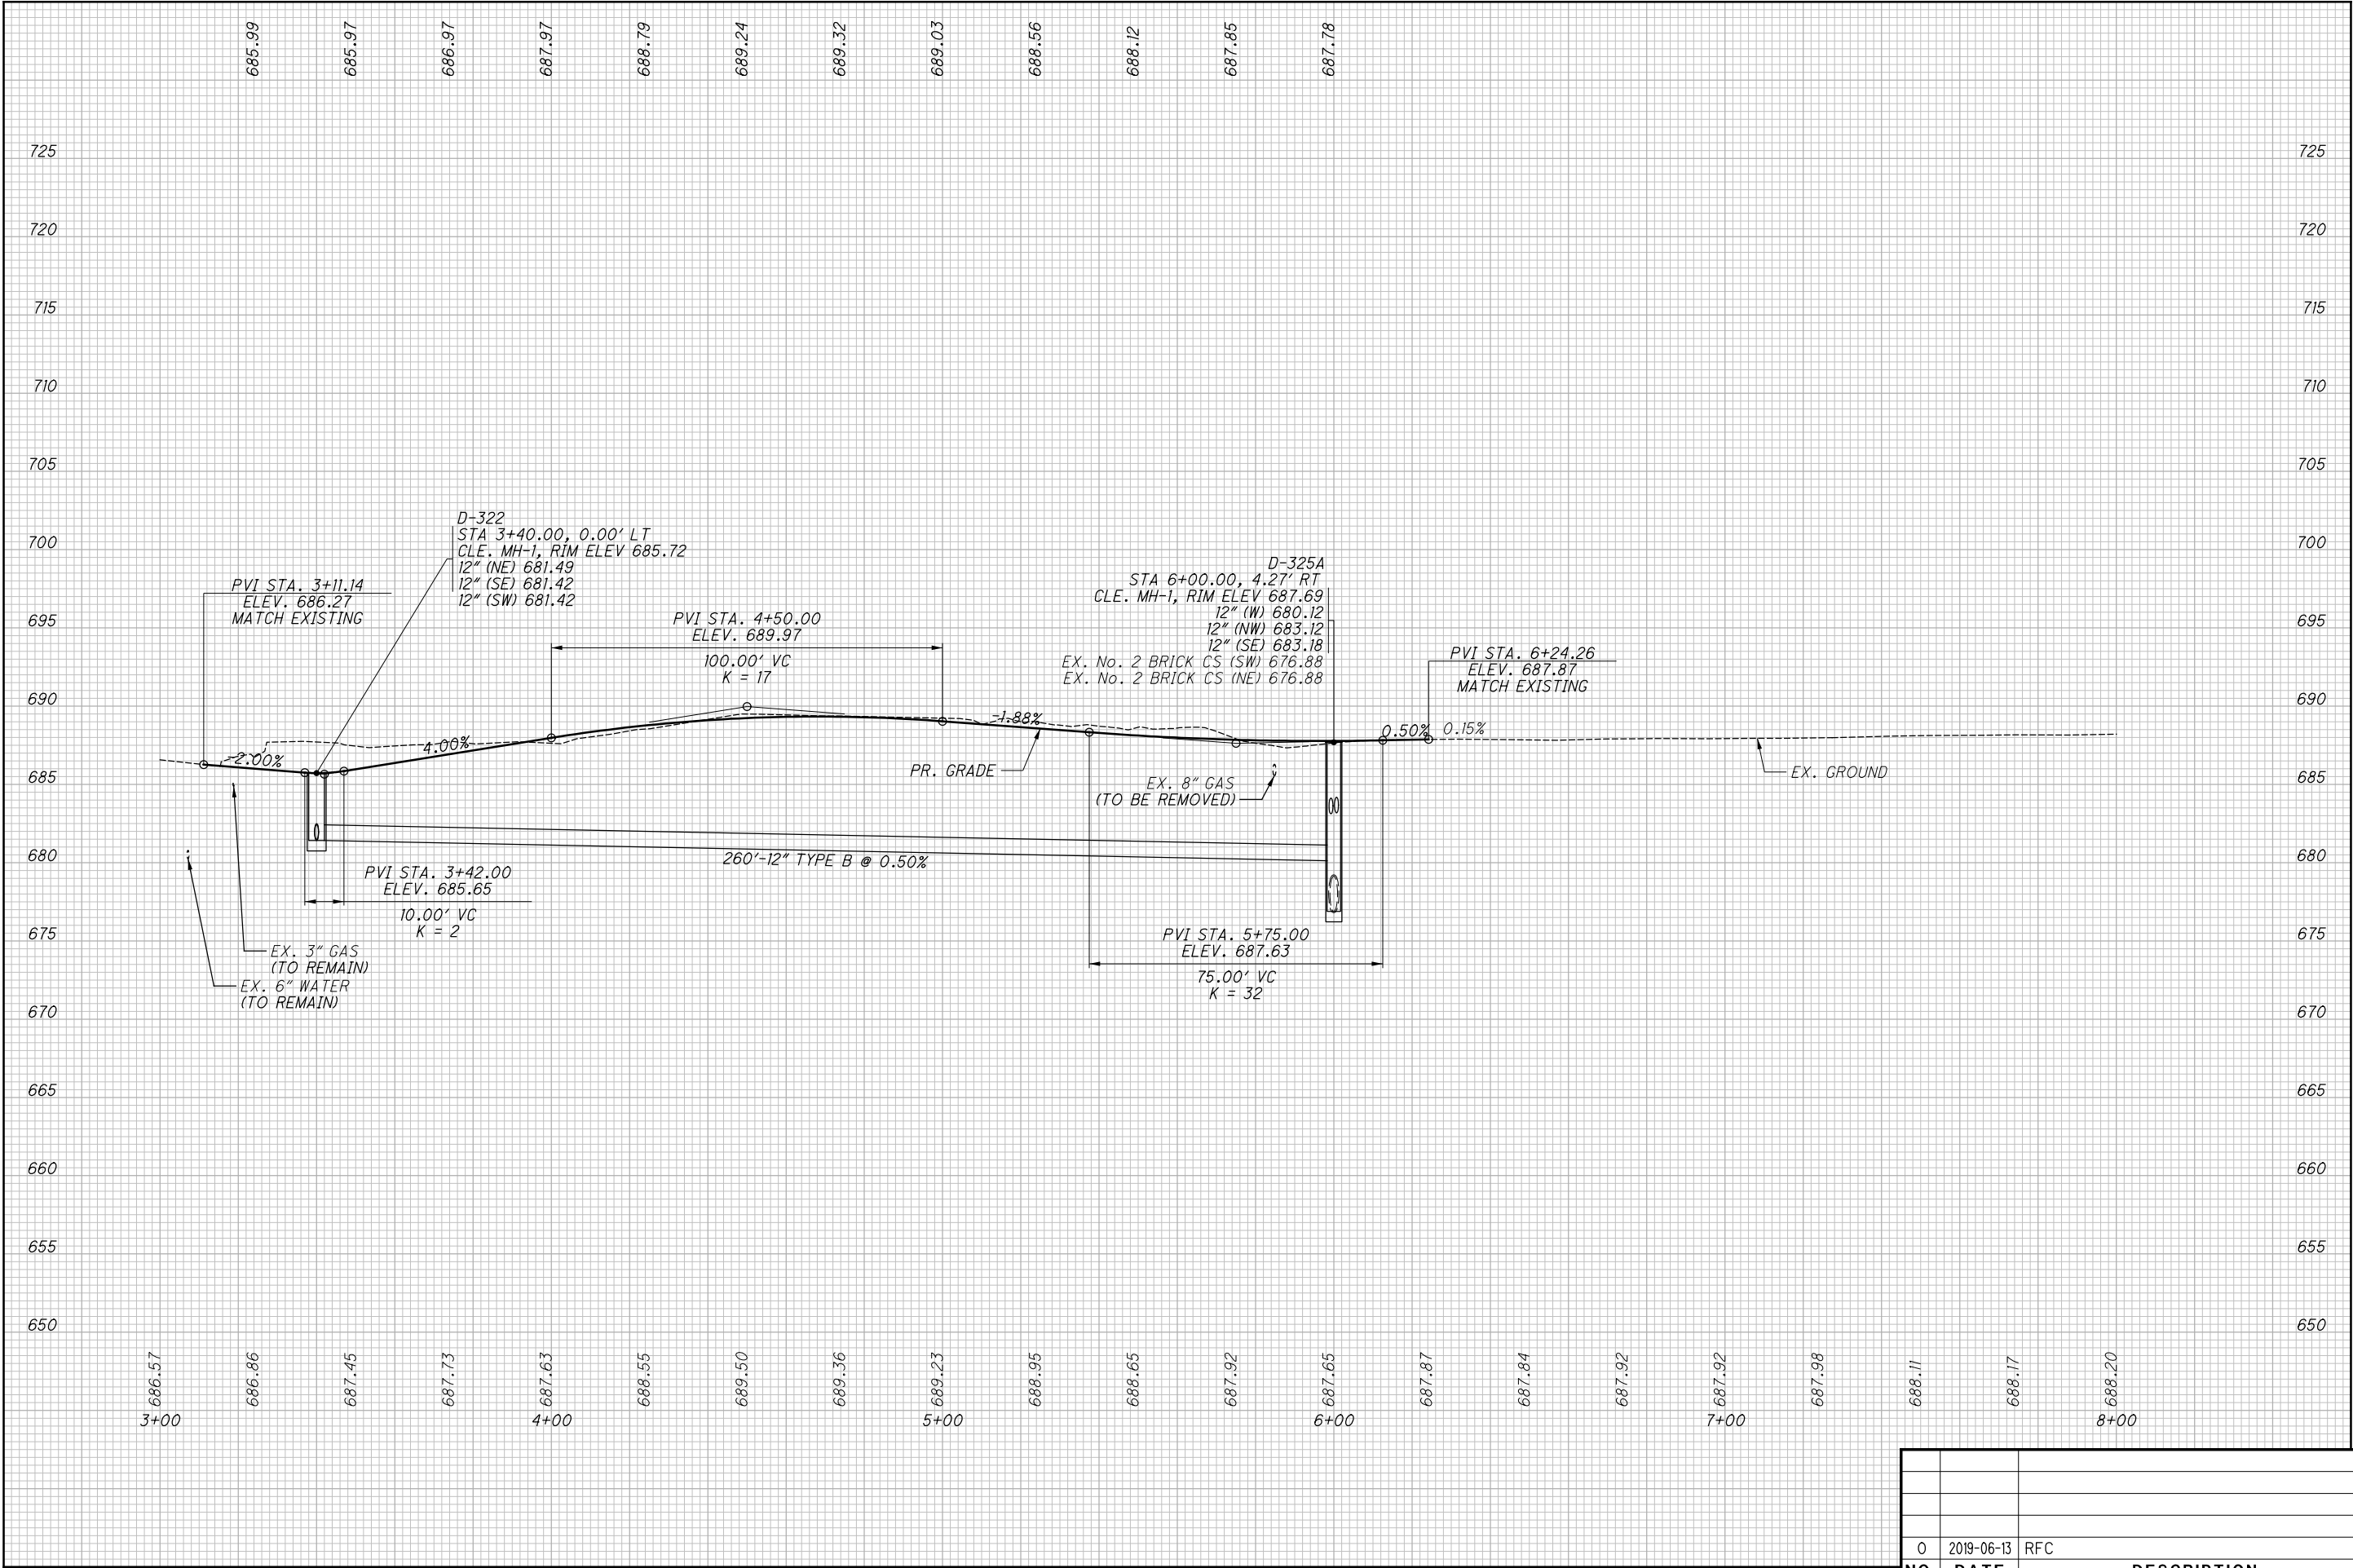 685.99 685.97 686.97 687.97 688.79 689.24 689.32 689.03 688.56 688.12 687.85 687.78
725 725
720 720
715 715
710 710
705 705
700 700
695 695
690 690
685 685
680 680
675 675
670 670
665 665
660 660
655 655
650 650
D-322
STA 3+40.00, 0.00' LT
CLE. MH-1, RIM ELEV 685.72
12" (NE) 681.49
12" (SE) 681.42
12" (SW) 681.42
PVI STA. 3+11.14
ELEV. 686.27
MATCH EXISTING
PVI STA. 4+50.00
ELEV. 689.97
100.00' VC
K = 17
D-325A
STA 6+00.00, 4.27' RT
CLE. MH-1, RIM ELEV 687.69
12" (W) 680.12
12" (NW) 683.12
12" (SE) 683.18
EX. No. 2 BRICK CS (SW) 676.88
EX. No. 2 BRICK CS (NE) 676.88
PVI STA. 6+24.26
ELEV. 687.87
MATCH EXISTING
-2.00%
4.00%
-1.88%
0.50%
0.15%
PR. GRADE
EX. 8" GAS
(TO BE REMOVED)
EX. GROUND
260'-12" TYPE B @ 0.50%
PVI STA. 3+42.00
ELEV. 685.65
10.00' VC
K = 2
EX. 3" GAS
(TO REMAIN)
EX. 6" WATER
(TO REMAIN)
PVI STA. 5+75.00
ELEV. 687.63
75.00' VC
K = 32
686.57 686.86 687.45 687.73 687.63 688.55 689.50 689.36 689.23 688.95 688.65 687.92 687.65 687.87 687.84 687.92 687.92 687.98 688.11 688.17 688.20
3+00 4+00 5+00 6+00 7+00 8+00
0 2019-06-13 RFC
NO DATE DESCRIPTION